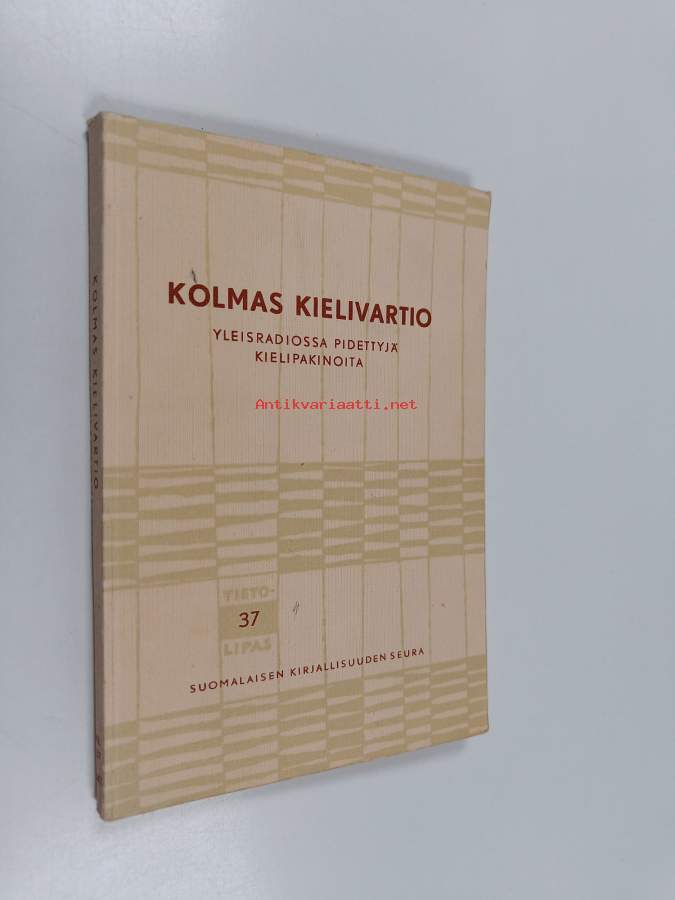 KOLMAS KIELIVARTIO
YLEISRADIOSSA PIDETTYJÄ
KIELIPAKINOITA
Antikvariaatti.net
TIETO-
37
LIPAS
SUOMALAISEN KIRJALLISUUDEN SEURA
KOLMAS KIELIVARTIO